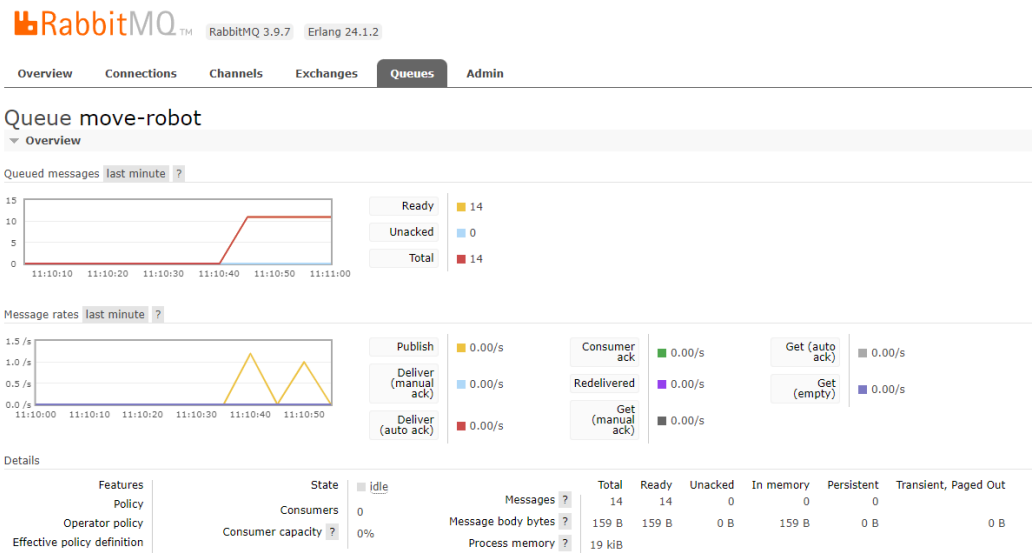 RabbitMQ TM RabbitMQ 3.9.7 Erlang 24.1.2
Overview Connections Channels Exchanges Queues Admin
Queue move-robot
Overview
Queued messages last minute ?
15
10
5
0
11:10:10 11:10:20 11:10:30 11:10:40 11:10:50 11:11:00
Ready 14
Unacked 0
Total 14
Message rates last minute ?
1.5 /s
1.0 /s
0.5 /s
0.0 /s
11:10:00 11:10:10 11:10:20 11:10:30 11:10:40 11:10:50
Publish 0.00/s
Deliver
(manual 0.00/s
ack)
Deliver
(auto ack) 0.00/s
Consumer
ack 0.00/s
Redelivered 0.00/s
Get
(manual 0.00/s
ack)
Get (auto
ack) 0.00/s
Get
(empty) 0.00/s
Details
Features
Policy
Operator policy
Effective policy definition
State idle
Consumers 0
Consumer capacity ? 0%
Total Ready Unacked In memory Persistent Transient, Paged Out
Messages ? 14 14 0 0 0
Message body bytes ? 159 B 159 B 0 B 159 B 0 B 0 B
Process memory ? 19 kiB